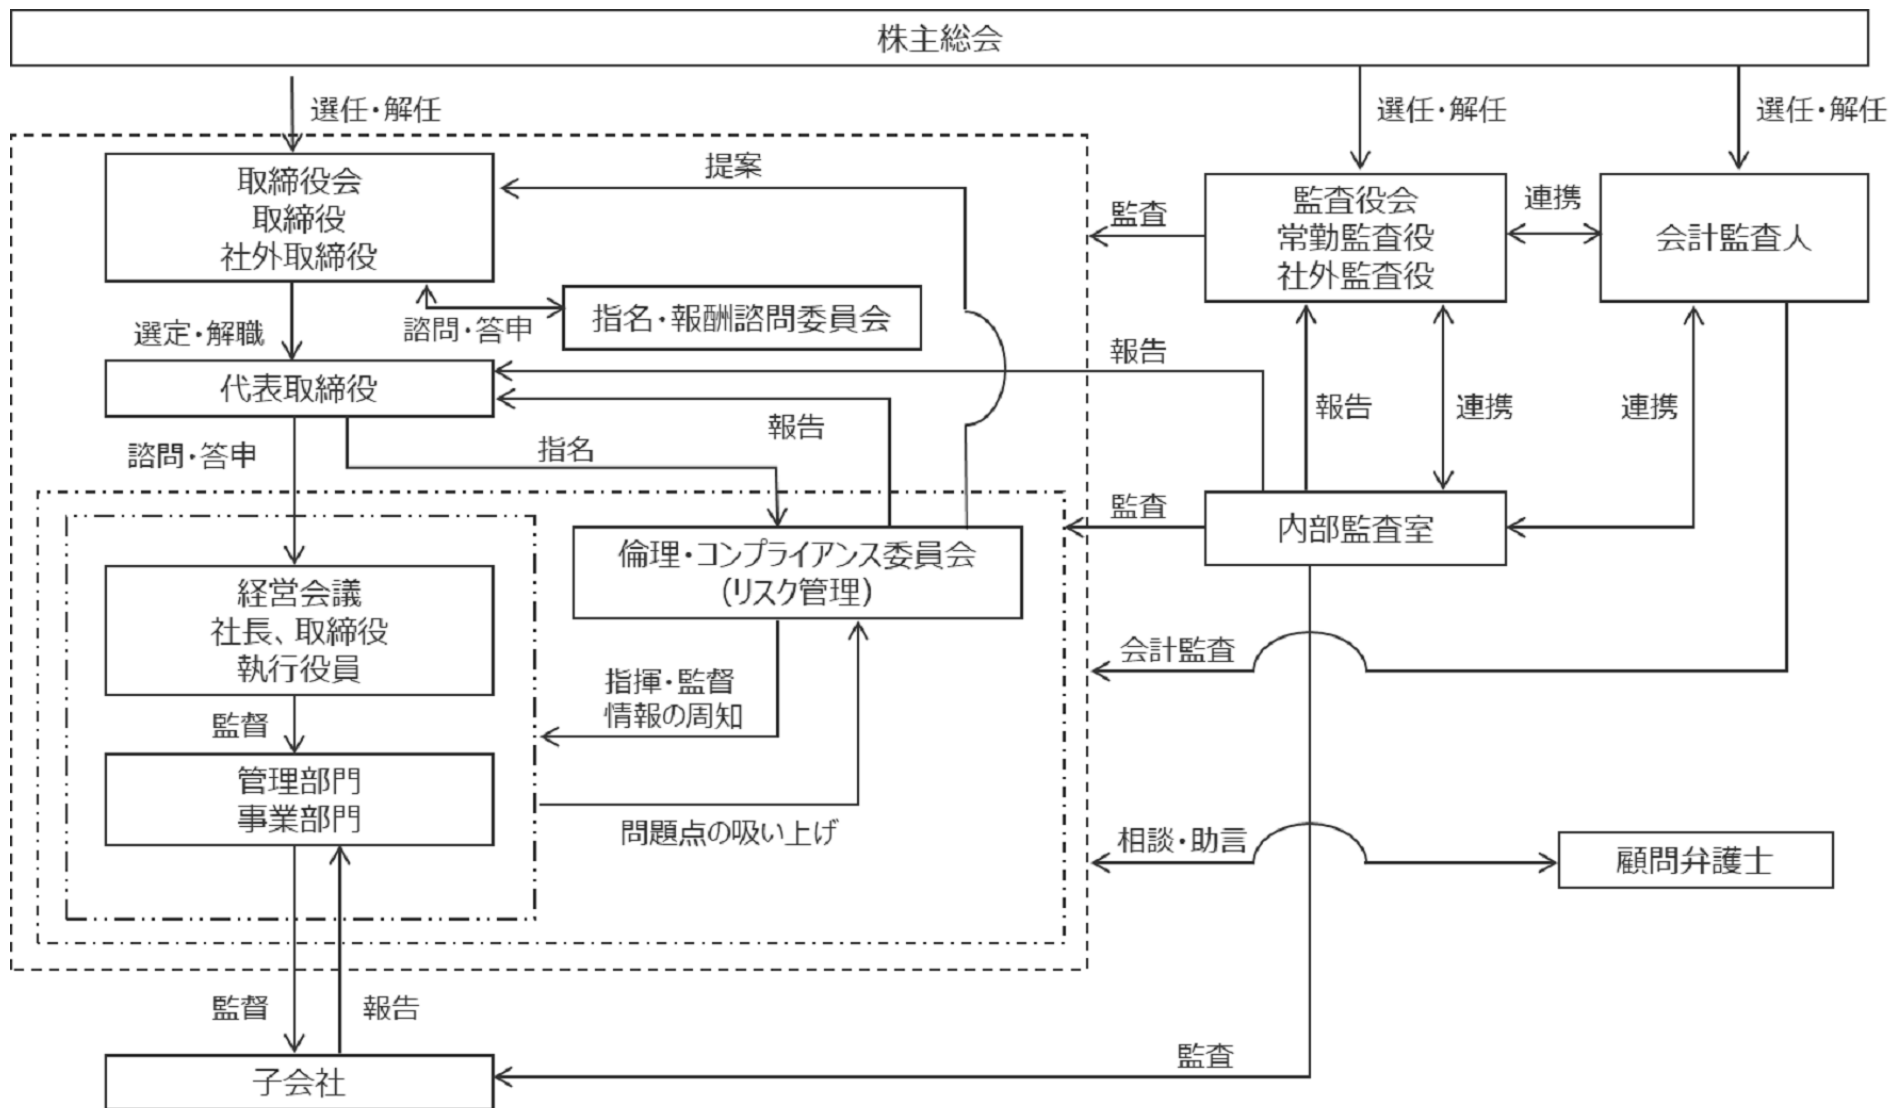 株主総会
選任・解任
選任・解任
選任・解任
取締役会
取締役
社外取締役
提案
監査
監査役会
常勤監査役
社外監査役
連携
会計監査人
選定・解職
諮問・答申
指名・報酬諮問委員会
代表取締役
報告
報告
報告
連携
連携
諮問・答申
指名
監査
内部監査室
倫理・コンプライアンス委員会
(リスク管理)
経営会議
社長、取締役
執行役員
会計監査
指揮・監督
情報の周知
監督
管理部門
事業部門
問題点の吸い上げ
相談・助言
顧問弁護士
監督
報告
監査
子会社